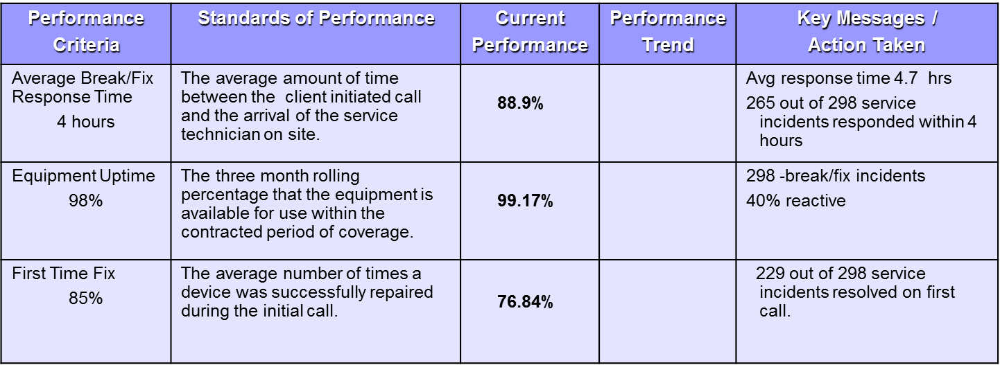 Performance Criteria
Standards of Performance
Current Performance
Performance Trend
Key Messages / Action Taken
Average Break/Fix
Response Time
4 hours
The average amount of time
between the client initiated call
and the arrival of the service
technician on site.
88.9%
Avg response time 4.7 hrs
265 out of 298 service
incidents responded within 4
hours
Equipment Uptime
98%
The three month rolling
percentage that the equipment is
available for use within the
contracted period of coverage.
99.17%
298 -break/fix incidents
40% reactive
First Time Fix
85%
The average number of times a
device was successfully repaired
during the initial call.
76.84%
229 out of 298 service
incidents resolved on first
call.